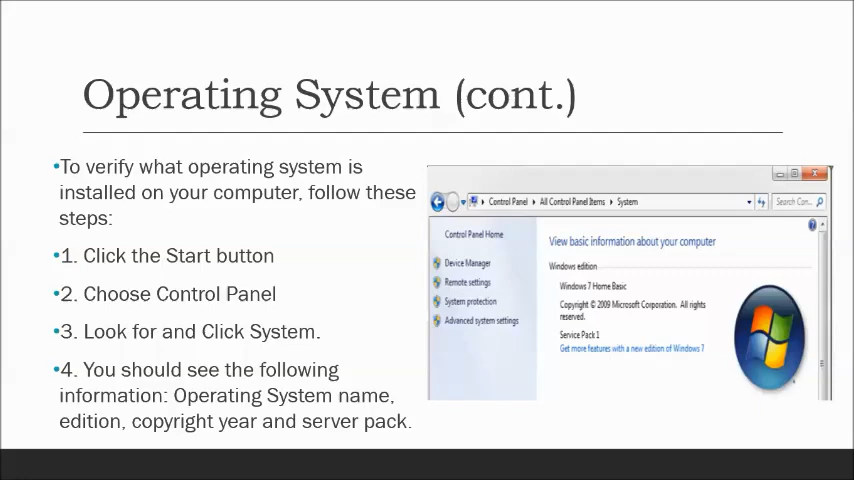 Operating System (cont.)
•To verify what operating system is
installed on your computer, follow these
steps:
•1. Click the Start button
•2. Choose Control Panel
•3. Look for and Click System.
•4. You should see the following
information: Operating System name,
edition, copyright year and server pack.
Control Panel All Control Panel Items System
Search Con...
Control Panel Home
Device Manager
Remote settings
System protection
Advanced system settings
View basic information about your computer
Windows edition
Windows 7 Home Basic
Copyright © 2009 Microsoft Corporation. All rights
reserved.
Service Pack 1
Get more features with a new edition of Windows 7